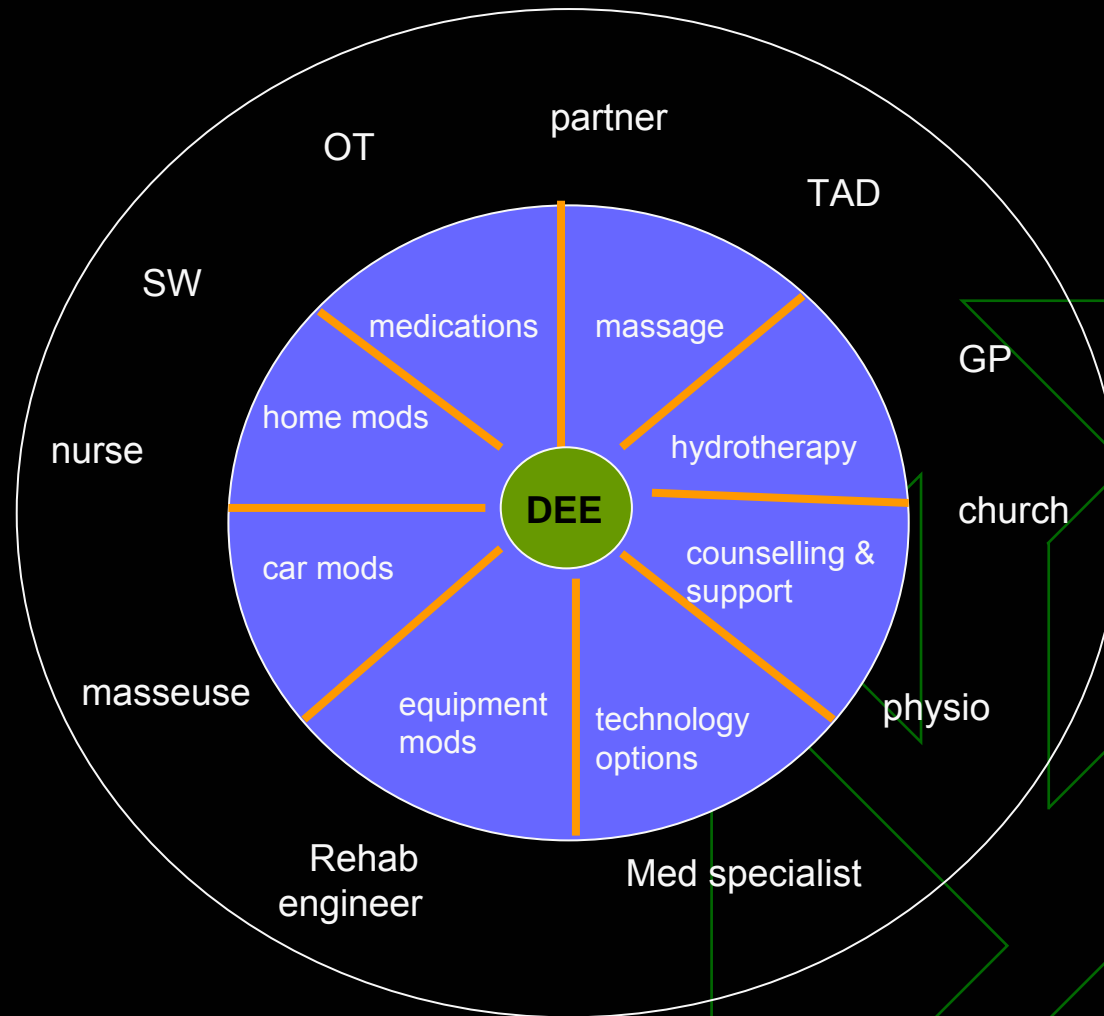 partner
OT
TAD
SW
medications
massage
GP
home mods
hydrotherapy
nurse
DEE
church
counselling &
support
car mods
masseuse
physio
equipment
mods
technology
options
Rehab
engineer
Med specialist